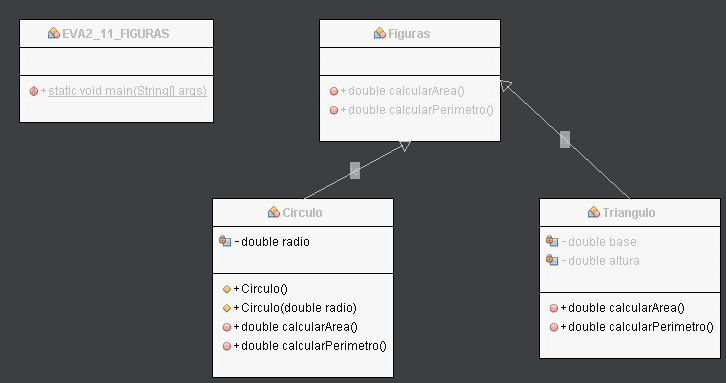 EVA2_11_FIGURAS
+ static void main(String[] args)
Figuras
+ double calcularArea()
+ double calcularPerimetro()
Circulo
- double radio
+ Circulo()
+ Circulo(double radio)
+ double calcularArea()
+ double calcularPerimetro()
Triangulo
- double base
- double altura
+ double calcularArea()
+ double calcularPerimetro()